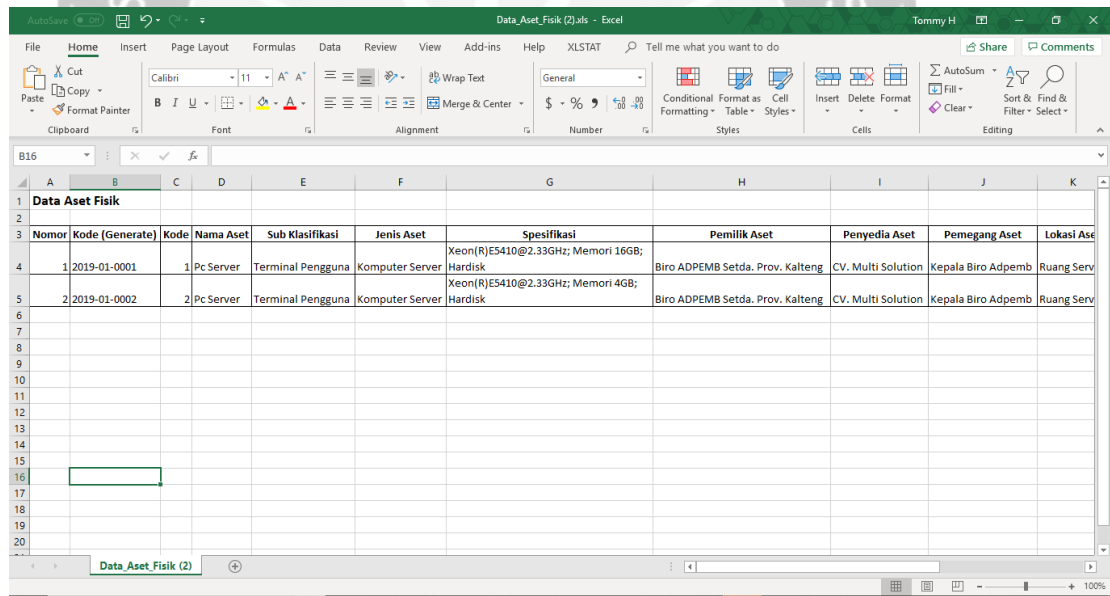 AutoSave Off Data_Aset_Fisik (2).xls - Excel Tommy H
File Home Insert Page Layout Formulas Data Review View Add-ins Help XLSTAT Tell me what you want to do Share Comments
Paste Cut Copy Format Painter
Calibri 11 A A
B I U A
ab Wrap Text
Merge & Center
General
$ % 9 .00 .00
Conditional Formatting Format as Table Cell Styles
Insert Delete Format
AutoSum Fill Clear
Sort & Filter Find & Select
Clipboard Font Alignment Number Styles Cells Editing
B16 fx
A B C D E F G H I J K
1 Data Aset Fisik
2
3 Nomor Kode (Generate) Kode Nama Aset Sub Klasifikasi Jenis Aset Spesifikasi Pemilik Aset Penyedia Aset Pemegang Aset Lokasi Ase
4 1 2019-01-0001 1 Pc Server Terminal Pengguna Komputer Server Xeon(R)E5410@2.33GHz; Memori 16GB; Hardisk Biro ADPEMB Setda. Prov. Kalteng CV. Multi Solution Kepala Biro Adpemb Ruang Serv
5 2 2019-01-0002 2 Pc Server Terminal Pengguna Komputer Server Xeon(R)E5410@2.33GHz; Memori 4GB; Hardisk Biro ADPEMB Setda. Prov. Kalteng CV. Multi Solution Kepala Biro Adpemb Ruang Serv
6
7
8
9
10
11
12
13
14
15
16
17
18
19
20
Data_Aset_Fisik (2)
100%